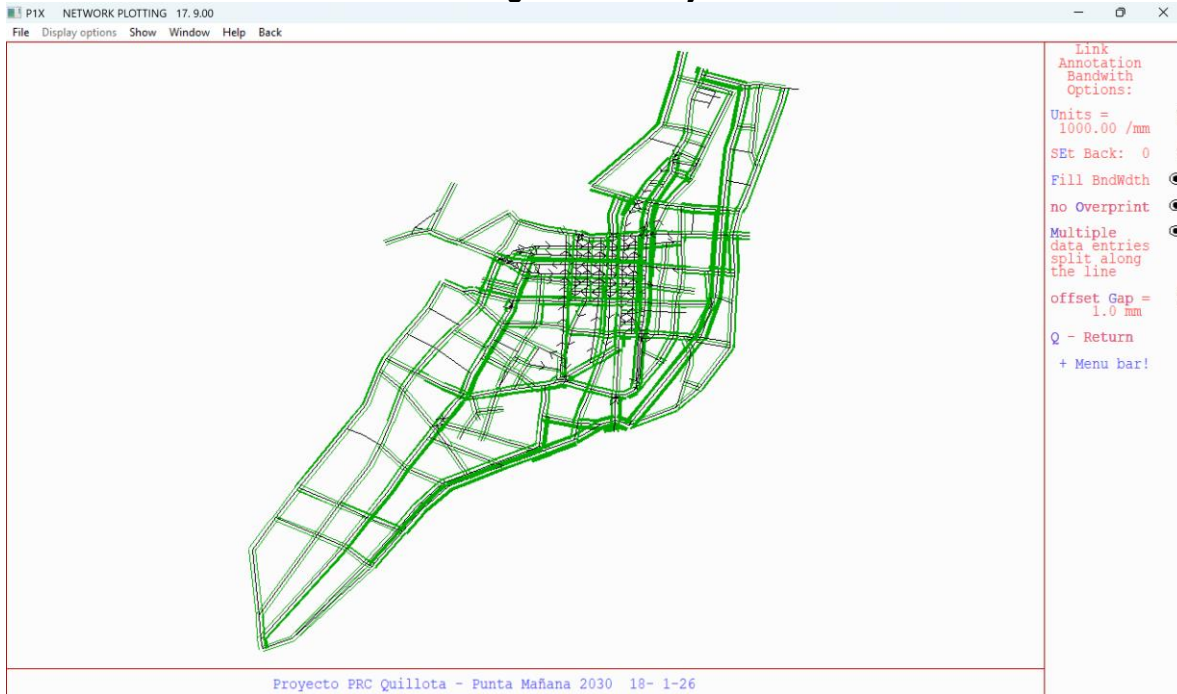 P1X NETWORK PLOTTING 17. 9.00
File Display options Show Window Help Back
Link
Annotation
Bandwith
Options:
Units =
1000.00 /mm
SEt Back: 0
Fill BndWdth
no Overprint
Multiple
data entries
split along
the line
offset Gap =
1.0 mm
Q - Return
+ Menu bar!
Proyecto PRC Quillota - Punta Mañana 2030 18- 1-26